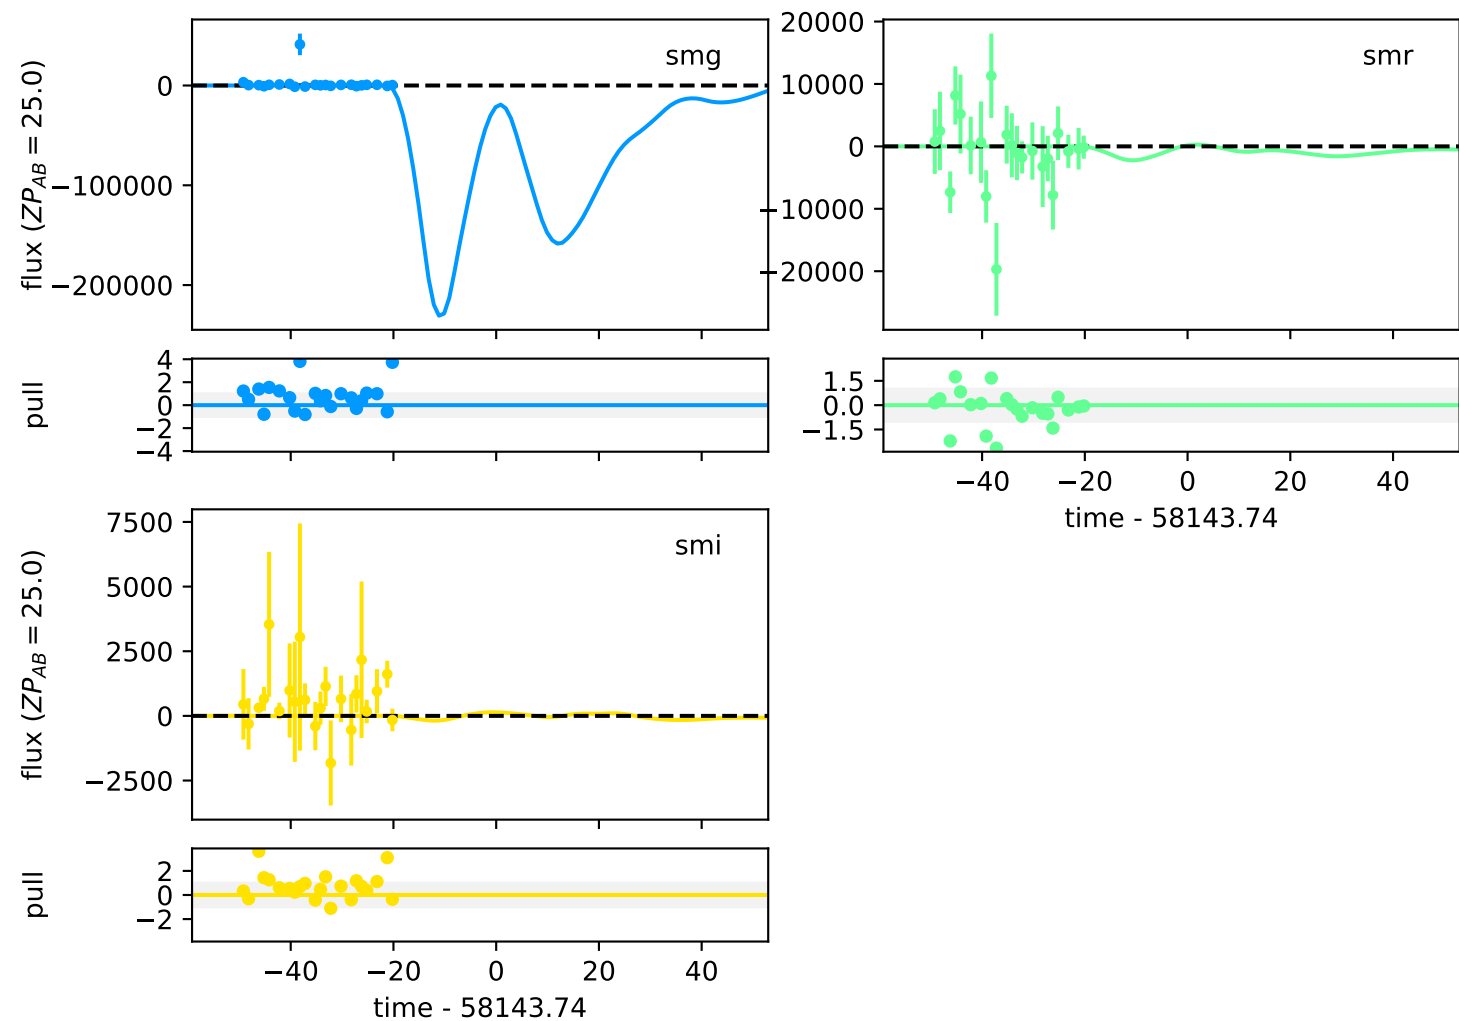 smg
0
−100000
−200000
flux (ZP_AB = 25.0)
smr
20000
10000
0
−10000
−20000
pull
4
2
0
−2
−4
1.5
0.0
−1.5
−40 −20 0 20 40
time - 58143.74
smi
7500
5000
2500
0
−2500
flux (ZP_AB = 25.0)
pull
2
0
−2
−40 −20 0 20 40
time - 58143.74